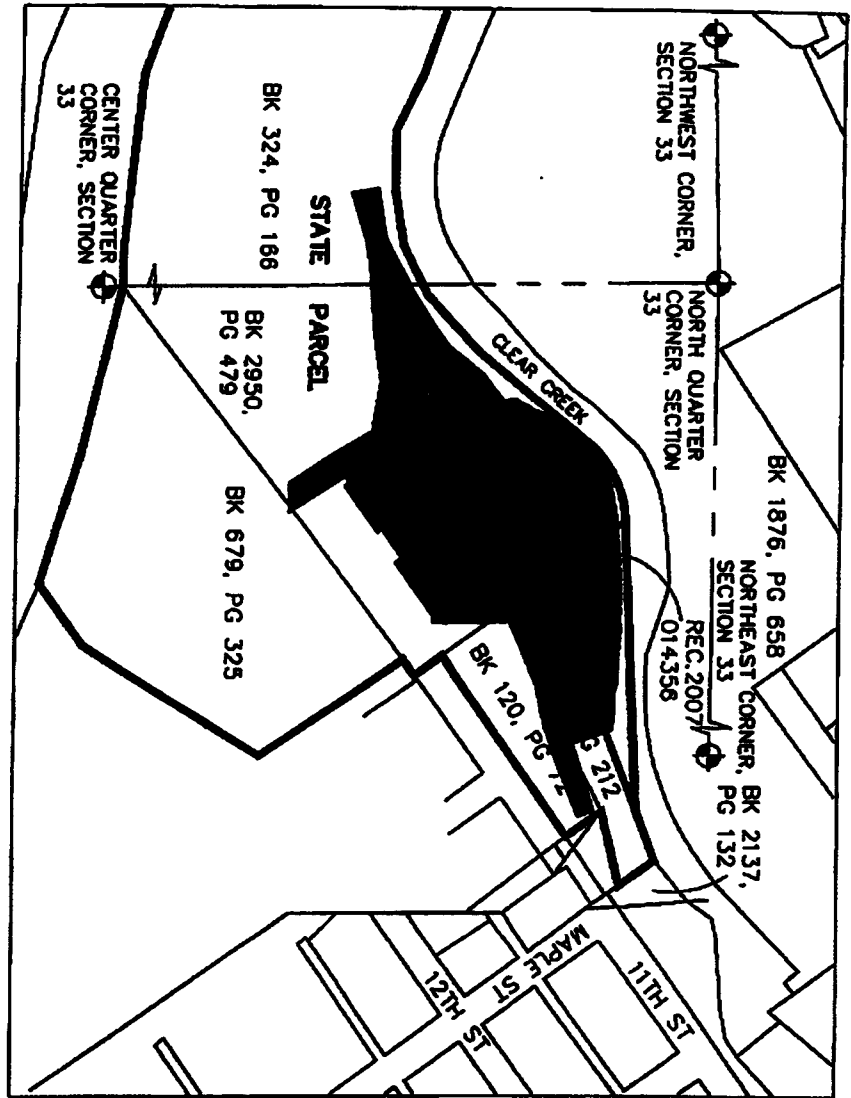 NORTHWEST CORNER,
SECTION 33
NORTH QUARTER
CORNER, SECTION
33
BK 1876, PG 658
NORTHEAST CORNER,
SECTION 33
REC.2007
014356
BK 2137,
PG 132
CLEAR CREEK
STATE PARCEL
BK 324, PG 166
BK 2950,
PG 479
BK 679, PG 325
BK 120, PG 72
G 212
CENTER QUARTER
CORNER, SECTION
33
MAPLE ST
11TH ST
12TH ST